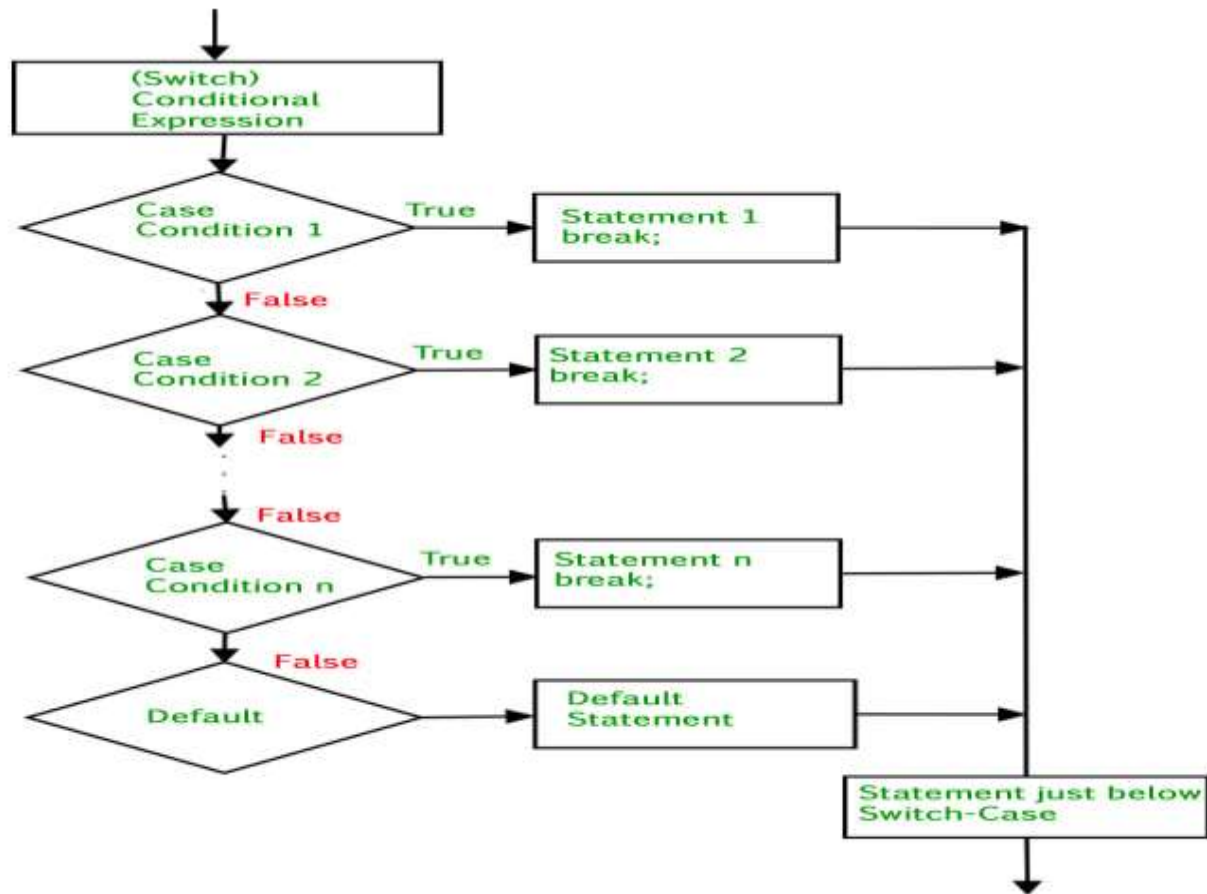 (Switch)
Conditional
Expression
Case
Condition 1
True
Statement 1
break;
False
Case
Condition 2
True
Statement 2
break;
False
False
Case
Condition n
True
Statement n
break;
False
Default
Default
Statement
Statement just below
Switch-Case